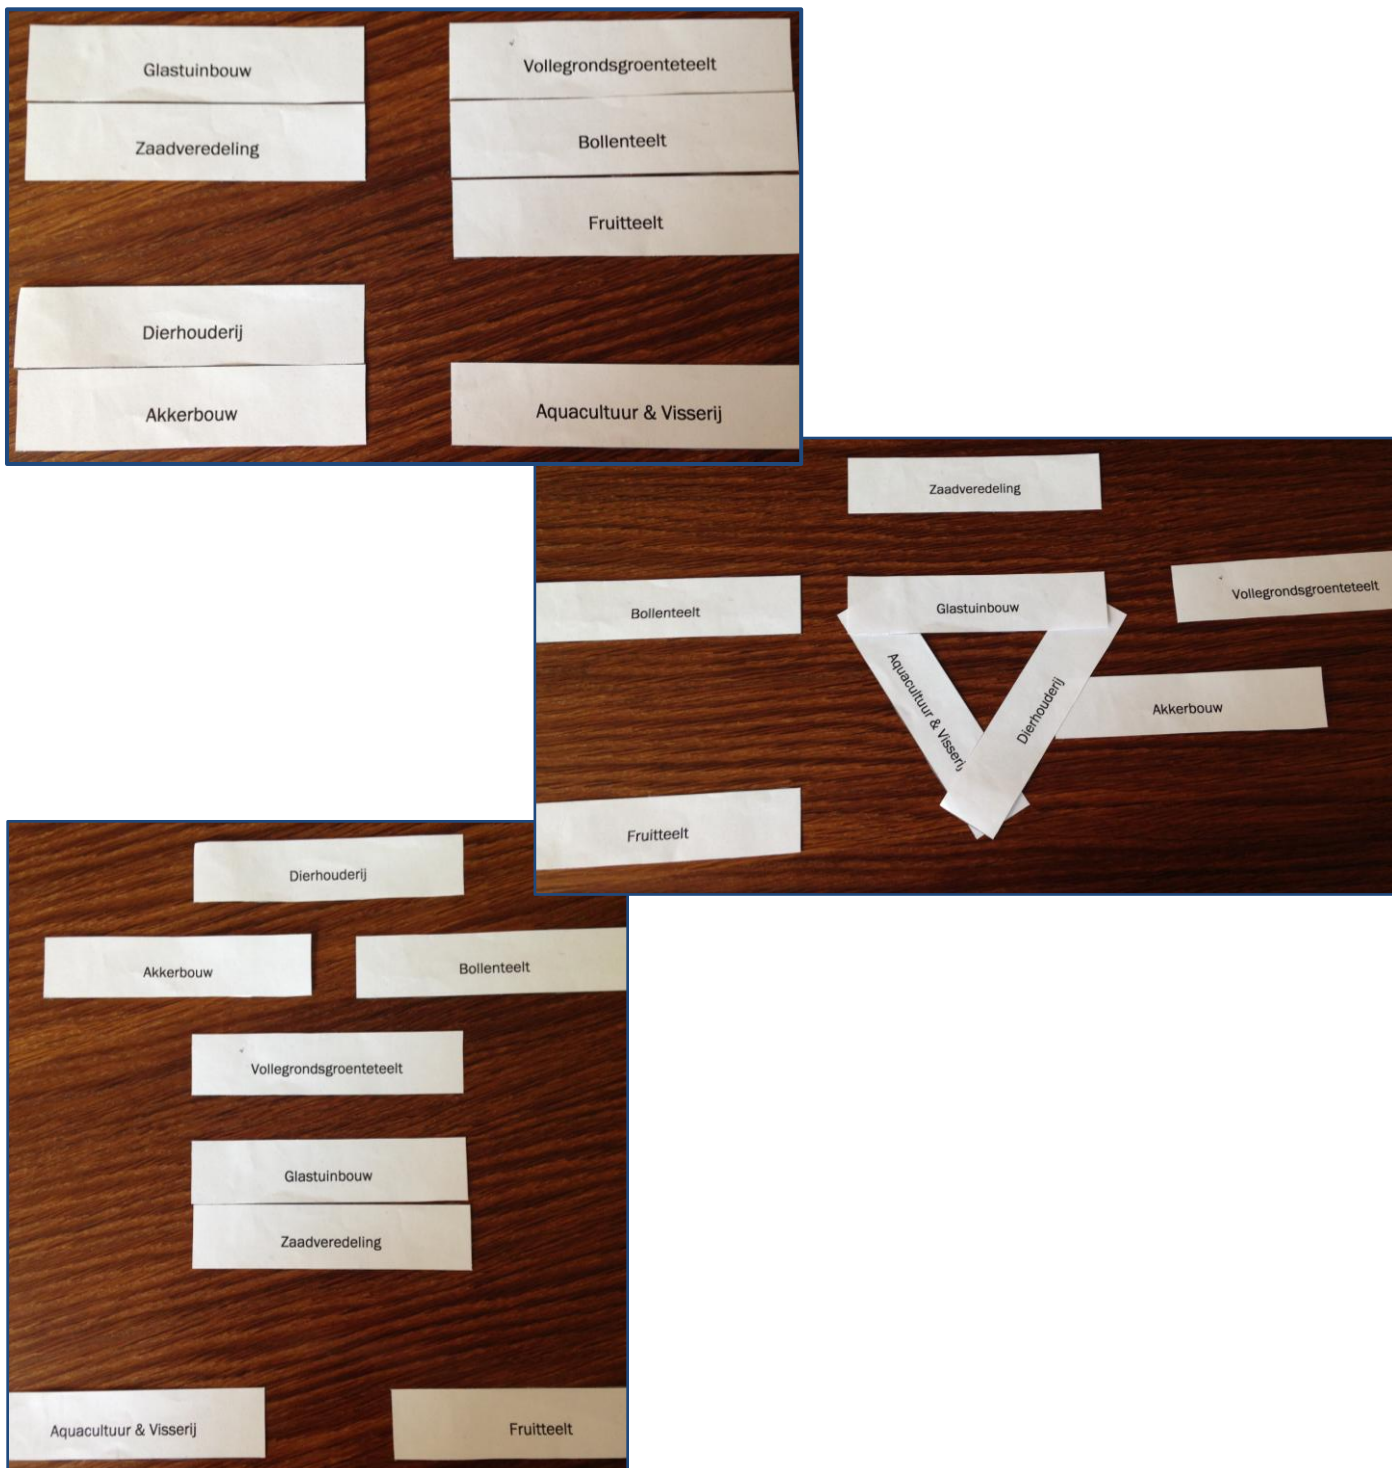 Glastuinbouw
Zaadveredeling
Vollegrondsgroenteteelt
Bollenteelt
Fruitteelt
Dierhouderij
Akkerbouw
Aquacultuur & Visserij
Zaadveredeling
Bollenteelt
Glastuinbouw
Vollegrondsgroenteteelt
Aquacultuur & Visserij
Dierhouderij
Akkerbouw
Fruitteelt
Dierhouderij
Akkerbouw
Bollenteelt
Vollegrondsgroenteteelt
Glastuinbouw
Zaadveredeling
Aquacultuur & Visserij
Fruitteelt